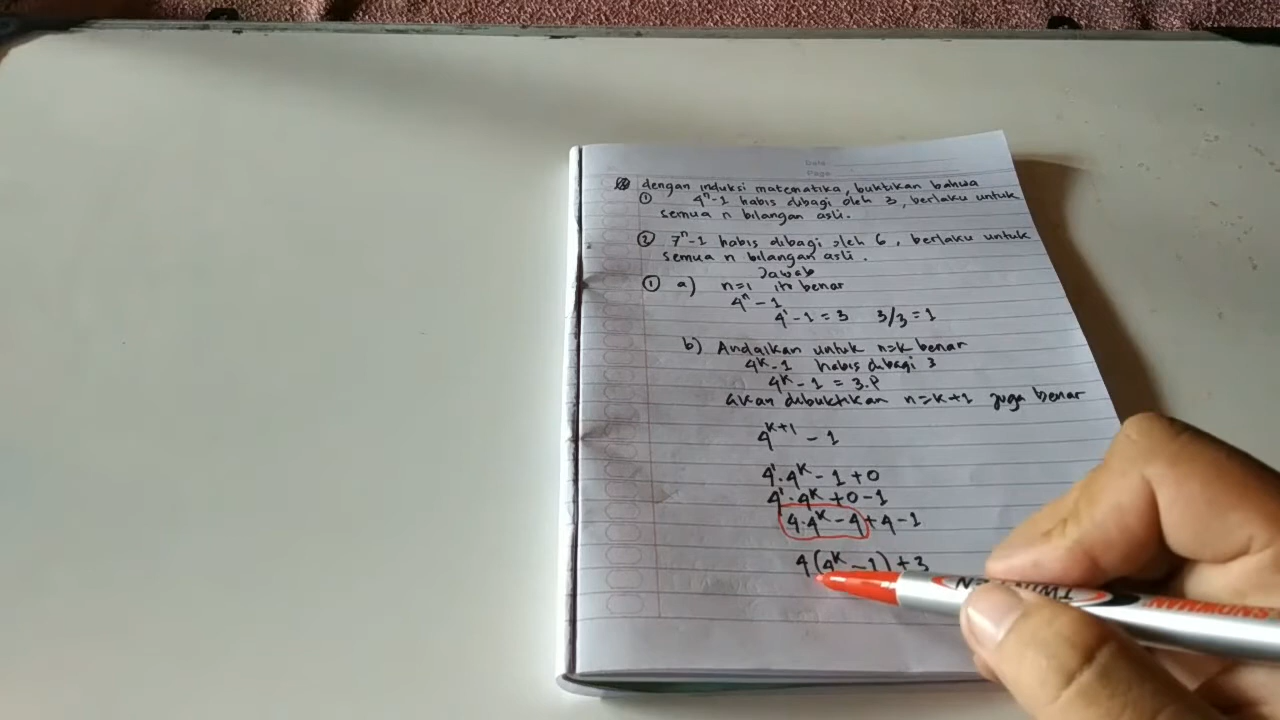 Date
Page
dengan induksi matematika, buktikan bahwa
① 4ⁿ-1 habis dibagi oleh 3, berlaku untuk
semua n bilangan asli.
② 7ⁿ-1 habis dibagi oleh 6, berlaku untuk
semua n bilangan asli.
Jawab
① a) n=1 itu benar
4ⁿ - 1
4¹ - 1 = 3 3/3 = 1
b) Andaikan untuk n=k benar
4ᵏ-1 habis dibagi 3
4ᵏ - 1 = 3.P
akan dibuktikan n=k+1 juga benar
4ᵏ⁺¹ - 1
4¹·4ᵏ - 1 + 0
4¹·4ᵏ + 0 - 1
4·4ᵏ - 4 + 4 - 1
4(4ᵏ - 1) + 3
SNOWMAN